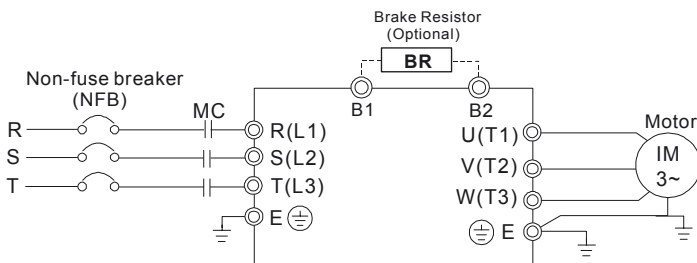 Brake Resistor
(Optional)
BR
Non-fuse breaker
(NFB)
MC
B1
B2
R
R(L1)
S
S(L2)
T
T(L3)
E
U(T1)
V(T2)
W(T3)
E
Motor
IM
3~